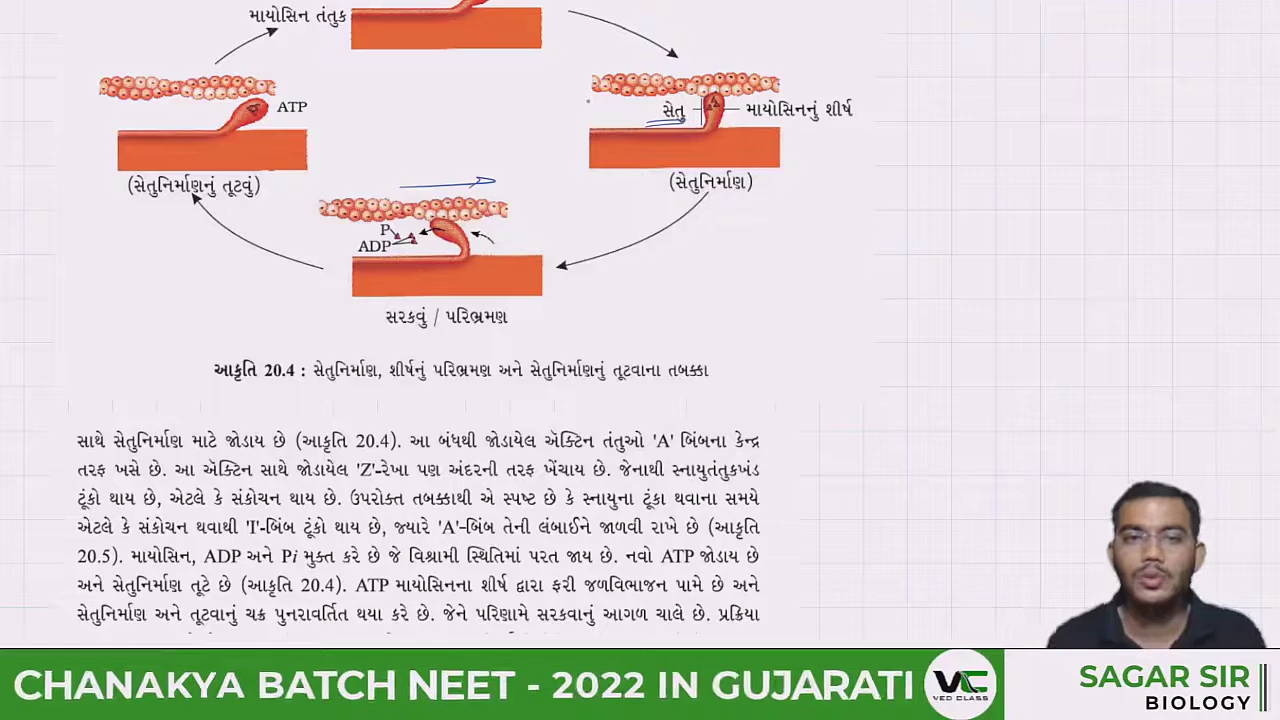 માયોસિન તંતુક
ATP
સેતુ
માયોસિનનું શીર્ષ
(સેતુનિર્માણનું તૂટવું)
(સેતુનિર્માણ)
P
ADP
સરકવું / પરિભ્રમણ
આકૃતિ 20.4 : સેતુનિર્માણ, શીર્ષનું પરિભ્રમણ અને સેતુનિર્માણનું તૂટવાના તબક્કા
સાથે સેતુનિર્માણ માટે જોડાય છે (આકૃતિ 20.4). આ બંધથી જોડાયેલ ઍક્ટિન તંતુઓ 'A' બિંબના કેન્દ્ર
તરફ ખસે છે. આ ઍક્ટિન સાથે જોડાયેલ 'Z'-રેખા પણ અંદરની તરફ ખેંચાય છે. જેનાથી સ્નાયુતંતુકખંડ
ટૂંકો થાય છે, એટલે કે સંકોચન થાય છે. ઉપરોક્ત તબક્કાથી એ સ્પષ્ટ છે કે સ્નાયુના ટૂંકા થવાના સમયે
એટલે કે સંકોચન થવાથી 'I'-બિંબ ટૂંકો થાય છે, જ્યારે 'A'-બિંબ તેની લંબાઈને જાળવી રાખે છે (આકૃતિ
20.5). માયોસિન, ADP અને Pi મુક્ત કરે છે જે વિશ્રામી સ્થિતિમાં પરત જાય છે. નવો ATP જોડાય છે
અને સેતુનિર્માણ તૂટે છે (આકૃતિ 20.4). ATP માયોસિનના શીર્ષ દ્વારા ફરી જળવિભાજન પામે છે અને
સેતુનિર્માણ અને તૂટવાનું ચક્ર પુનરાવર્તિત થયા કરે છે. જેને પરિણામે સરકવાનું આગળ ચાલે છે. પ્રક્રિયા
CHANAKYA BATCH NEET - 2022 IN GUJARATI
VC
VED CLASS
SAGAR SIR
BIOLOGY